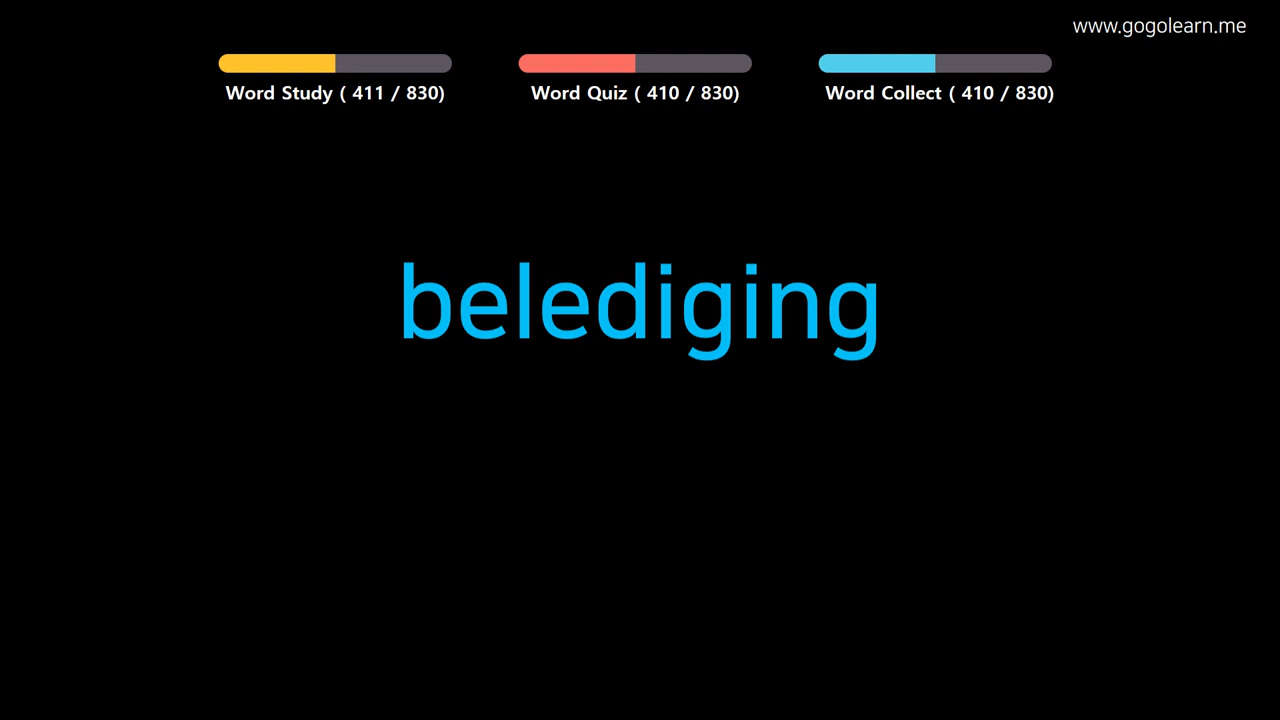 www.gogolearn.me
Word Study ( 411 / 830)
Word Quiz ( 410 / 830)
Word Collect ( 410 / 830)
belediging